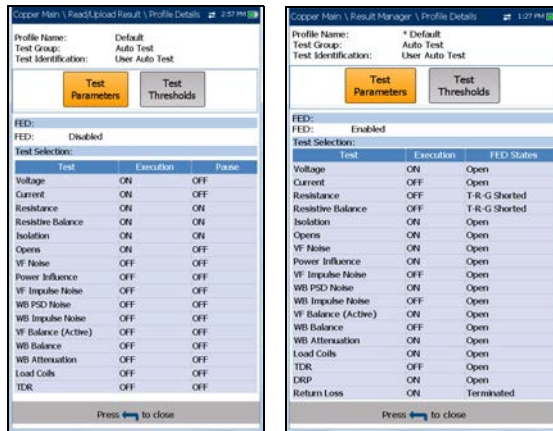 Copper Main \ Read/Upload Result \ Profile Details 2:57 PM
Profile Name: Default
Test Group: Auto Test
Test Identification: User Auto Test
Test Parameters
Test Thresholds
FED:
FED: Disabled
Test Selection:
Test Execution Pause
Voltage ON OFF
Current ON OFF
Resistance ON ON
Resistive Balance ON ON
Isolation ON ON
Opens ON OFF
VF Noise OFF OFF
Power Influence OFF OFF
VF Impulse Noise OFF OFF
WB PSD Noise OFF OFF
WB Impulse Noise OFF OFF
VF Balance (Active) OFF OFF
WB Balance OFF OFF
WB Attenuation OFF OFF
Load Coils OFF OFF
TDR OFF OFF
Press to close
Copper Main \ Result Manager \ Profile Details 1:27 PM
Profile Name: * Default
Test Group: Auto Test
Test Identification: User Auto Test
Test Parameters
Test Thresholds
FED:
FED: Enabled
Test Selection:
Test Execution FED States
Voltage ON Open
Current OFF Open
Resistance ON T-R-G Shorted
Resistive Balance OFF T-R-G Shorted
Isolation ON Open
Opens ON Open
VF Noise ON Open
Power Influence ON Open
VF Impulse Noise OFF Open
WB PSD Noise ON Open
WB Impulse Noise OFF Open
VF Balance (Active) ON Open
WB Balance OFF Open
WB Attenuation ON Open
Load Coils ON Open
TDR OFF Open
DRP ON Open
Return Loss ON Terminated
Press to close